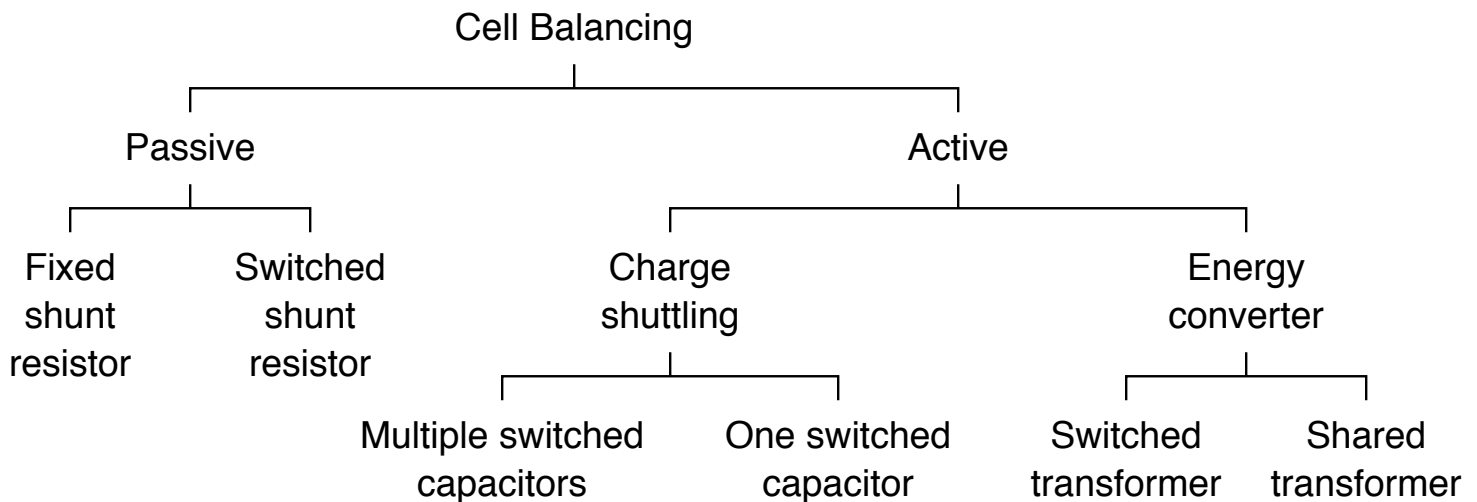 Cell Balancing
Passive
Active
Fixed
shunt
resistor
Switched
shunt
resistor
Charge
shuttling
Energy
converter
Multiple switched
capacitors
One switched
capacitor
Switched
transformer
Shared
transformer